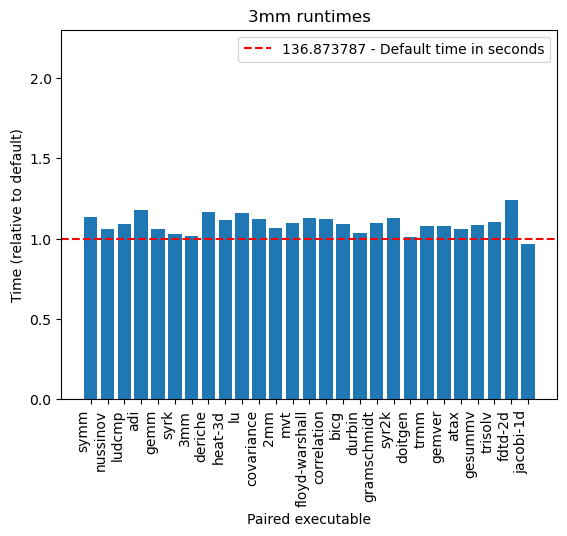 3mm runtimes
136.873787 - Default time in seconds
Time (relative to default)
2.0
1.5
1.0
0.5
0.0
symm
nussinov
ludcmp
adi
gemm
syrk
3mm
deriche
heat-3d
lu
covariance
2mm
mvt
floyd-warshall
correlation
bicg
durbin
gramschmidt
syr2k
doitgen
trmm
gemver
atax
gesummv
trisolv
fdtd-2d
jacobi-1d
Paired executable